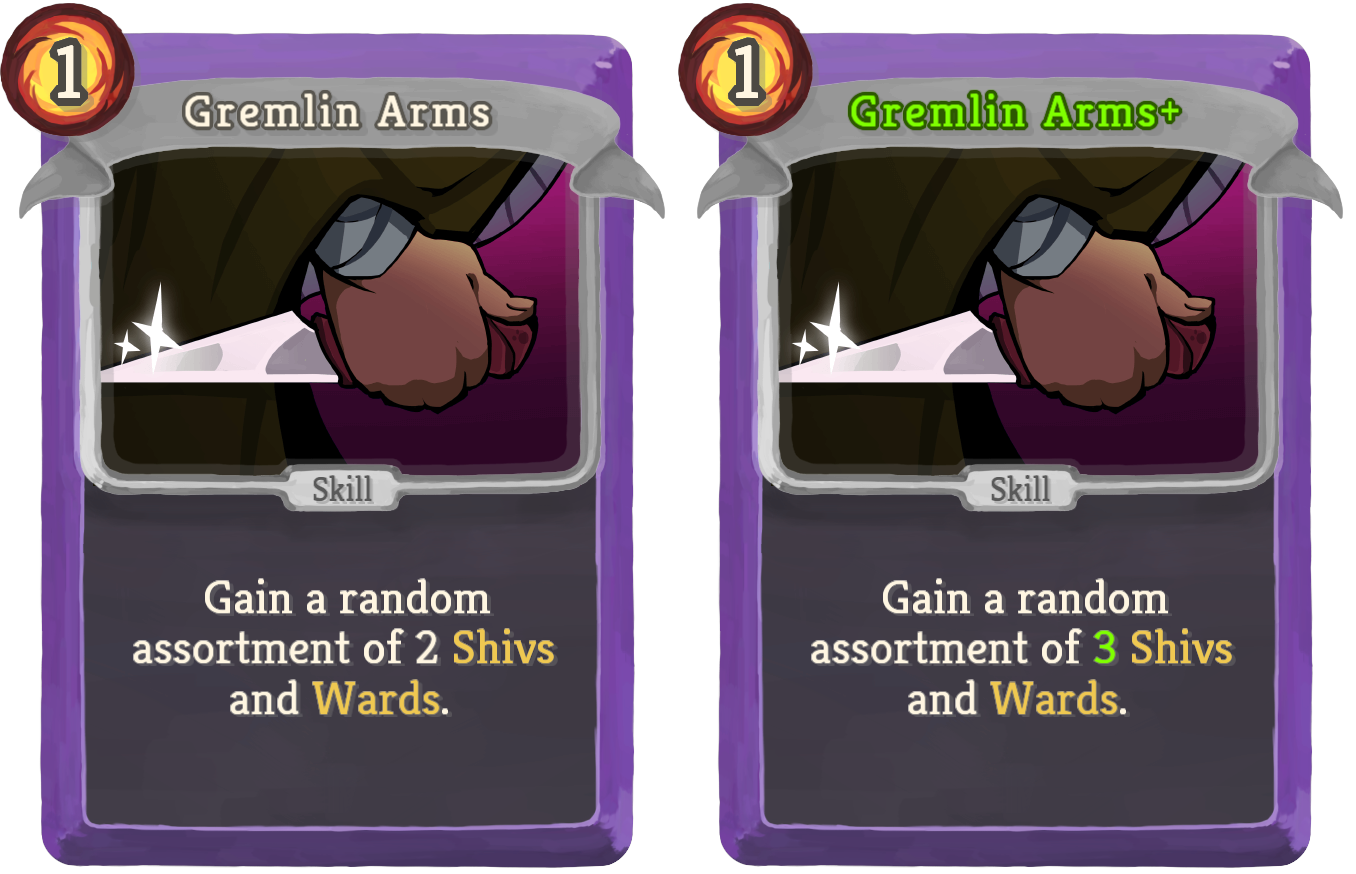 1
Gremlin Arms
Skill
Gain a random
assortment of 2 Shivs
and Wards.
1
Gremlin Arms+
Skill
Gain a random
assortment of 3 Shivs
and Wards.